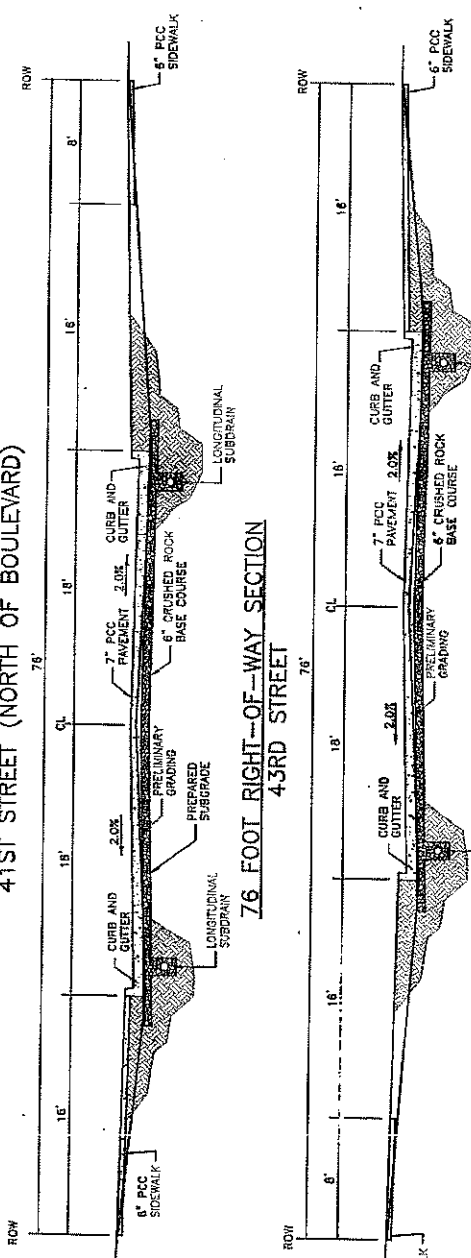 41ST STREET (NORTH OF BOULEVARD)
ROW
76'
ROW
16'
18'
CL
18'
16'
8'
6" PCC
SIDEWALK
CURB AND
GUTTER
2.0%
7" PCC
PAVEMENT
2.0%
CURB AND
GUTTER
6" PCC
SIDEWALK
LONGITUDINAL
SUBDRAIN
PREPARED
SUBGRADE
PRELIMINARY
GRADING
6" CRUSHED ROCK
BASE COURSE
LONGITUDINAL
SUBDRAIN
76 FOOT RIGHT-OF-WAY SECTION
43RD STREET
ROW
76'
ROW
8'
16'
18'
CL
18'
16'
CURB AND
GUTTER
2.0%
7" PCC
PAVEMENT
2.0%
CURB AND
GUTTER
6" PCC
SIDEWALK
PRELIMINARY
GRADING
6" CRUSHED ROCK
BASE COURSE